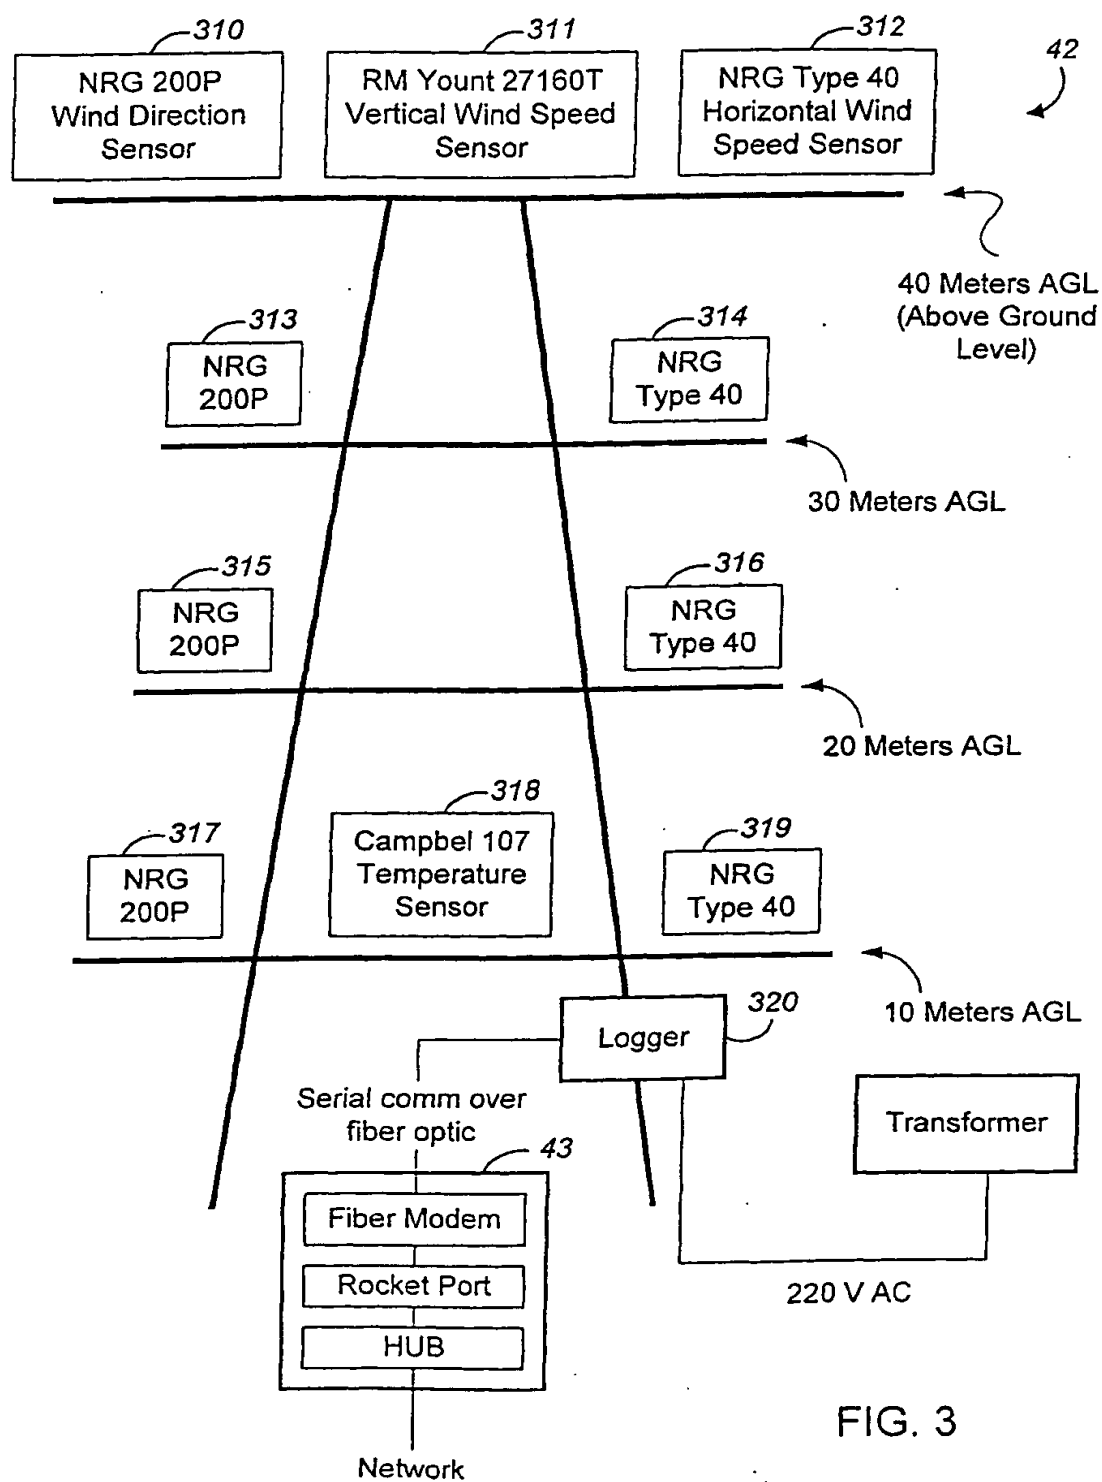 310
311
312
42
NRG 200P
Wind Direction
Sensor
RM Yount 27160T
Vertical Wind Speed
Sensor
NRG Type 40
Horizontal Wind
Speed Sensor
40 Meters AGL
(Above Ground
Level)
313
NRG
200P
314
NRG
Type 40
30 Meters AGL
315
NRG
200P
316
NRG
Type 40
20 Meters AGL
317
NRG
200P
318
Campbel 107
Temperature
Sensor
319
NRG
Type 40
10 Meters AGL
320
Logger
Transformer
Serial comm over
fiber optic
43
Fiber Modem
Rocket Port
HUB
220 V AC
Network
FIG. 3